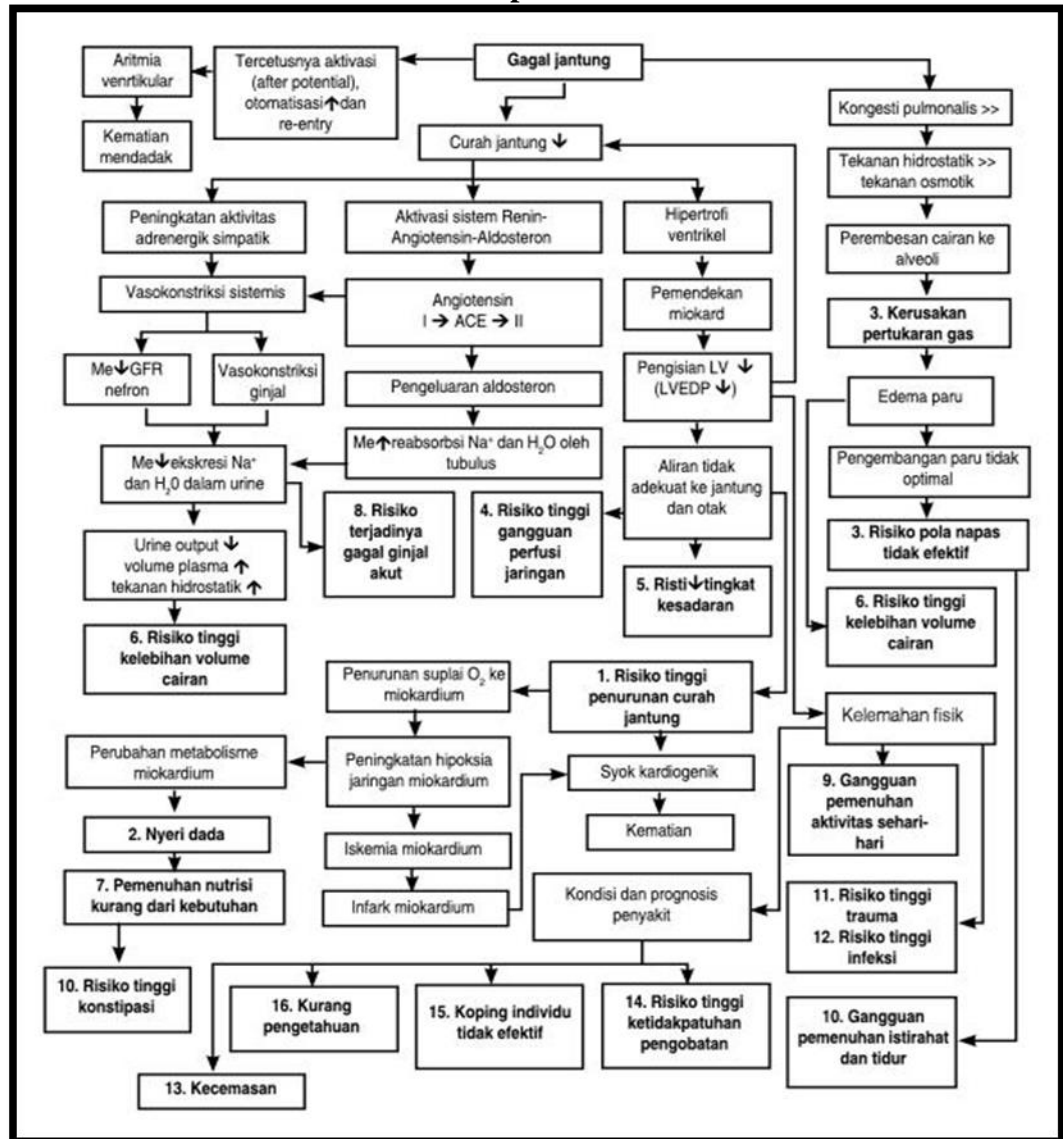 Gagal jantung
Aritmia
venrtikular
Tercetusnya aktivasi
(after potential),
otomatisasi↑dan
re-entry
Kematian
mendadak
Curah jantung ↓
Kongesti pulmonalis >>
Tekanan hidrostatik >>
tekanan osmotik
Perembesan cairan ke
alveoli
3. Kerusakan
pertukaran gas
Edema paru
Pengembangan paru tidak
optimal
3. Risiko pola napas
tidak efektif
6. Risiko tinggi
kelebihan volume
cairan
Peningkatan aktivitas
adrenergik simpatik
Aktivasi sistem Renin-
Angiotensin-Aldosteron
Hipertrofi
ventrikel
Vasokonstriksi sistemis
Angiotensin
I → ACE → II
Pemendekan
miokard
Me↓GFR
nefron
Vasokonstriksi
ginjal
Pengeluaran aldosteron
Pengisian LV ↓
(LVEDP ↓)
Me↓ekskresi Na⁺
dan H₂0 dalam urine
Me↑reabsorbsi Na⁺ dan H₂O oleh
tubulus
Aliran tidak
adekuat ke jantung
dan otak
Urine output ↓
volume plasma ↑
tekanan hidrostatik ↑
8. Risiko
terjadinya
gagal ginjal
akut
4. Risiko tinggi
gangguan
perfusi
jaringan
5. Risti↓tingkat
kesadaran
6. Risiko tinggi
kelebihan volume
cairan
Penurunan suplai O₂ ke
miokardium
1. Risiko tinggi
penurunan curah
jantung
Kelemahan fisik
Perubahan metabolisme
miokardium
Peningkatan hipoksia
jaringan miokardium
Syok kardiogenik
9. Gangguan
pemenuhan
aktivitas sehari-
hari
2. Nyeri dada
Iskemia miokardium
Kematian
7. Pemenuhan nutrisi
kurang dari kebutuhan
Infark miokardium
Kondisi dan prognosis
penyakit
11. Risiko tinggi
trauma
12. Risiko tinggi
infeksi
10. Risiko tinggi
konstipasi
16. Kurang
pengetahuan
15. Koping individu
tidak efektif
14. Risiko tinggi
ketidakpatuhan
pengobatan
10. Gangguan
pemenuhan istirahat
dan tidur
13. Kecemasan